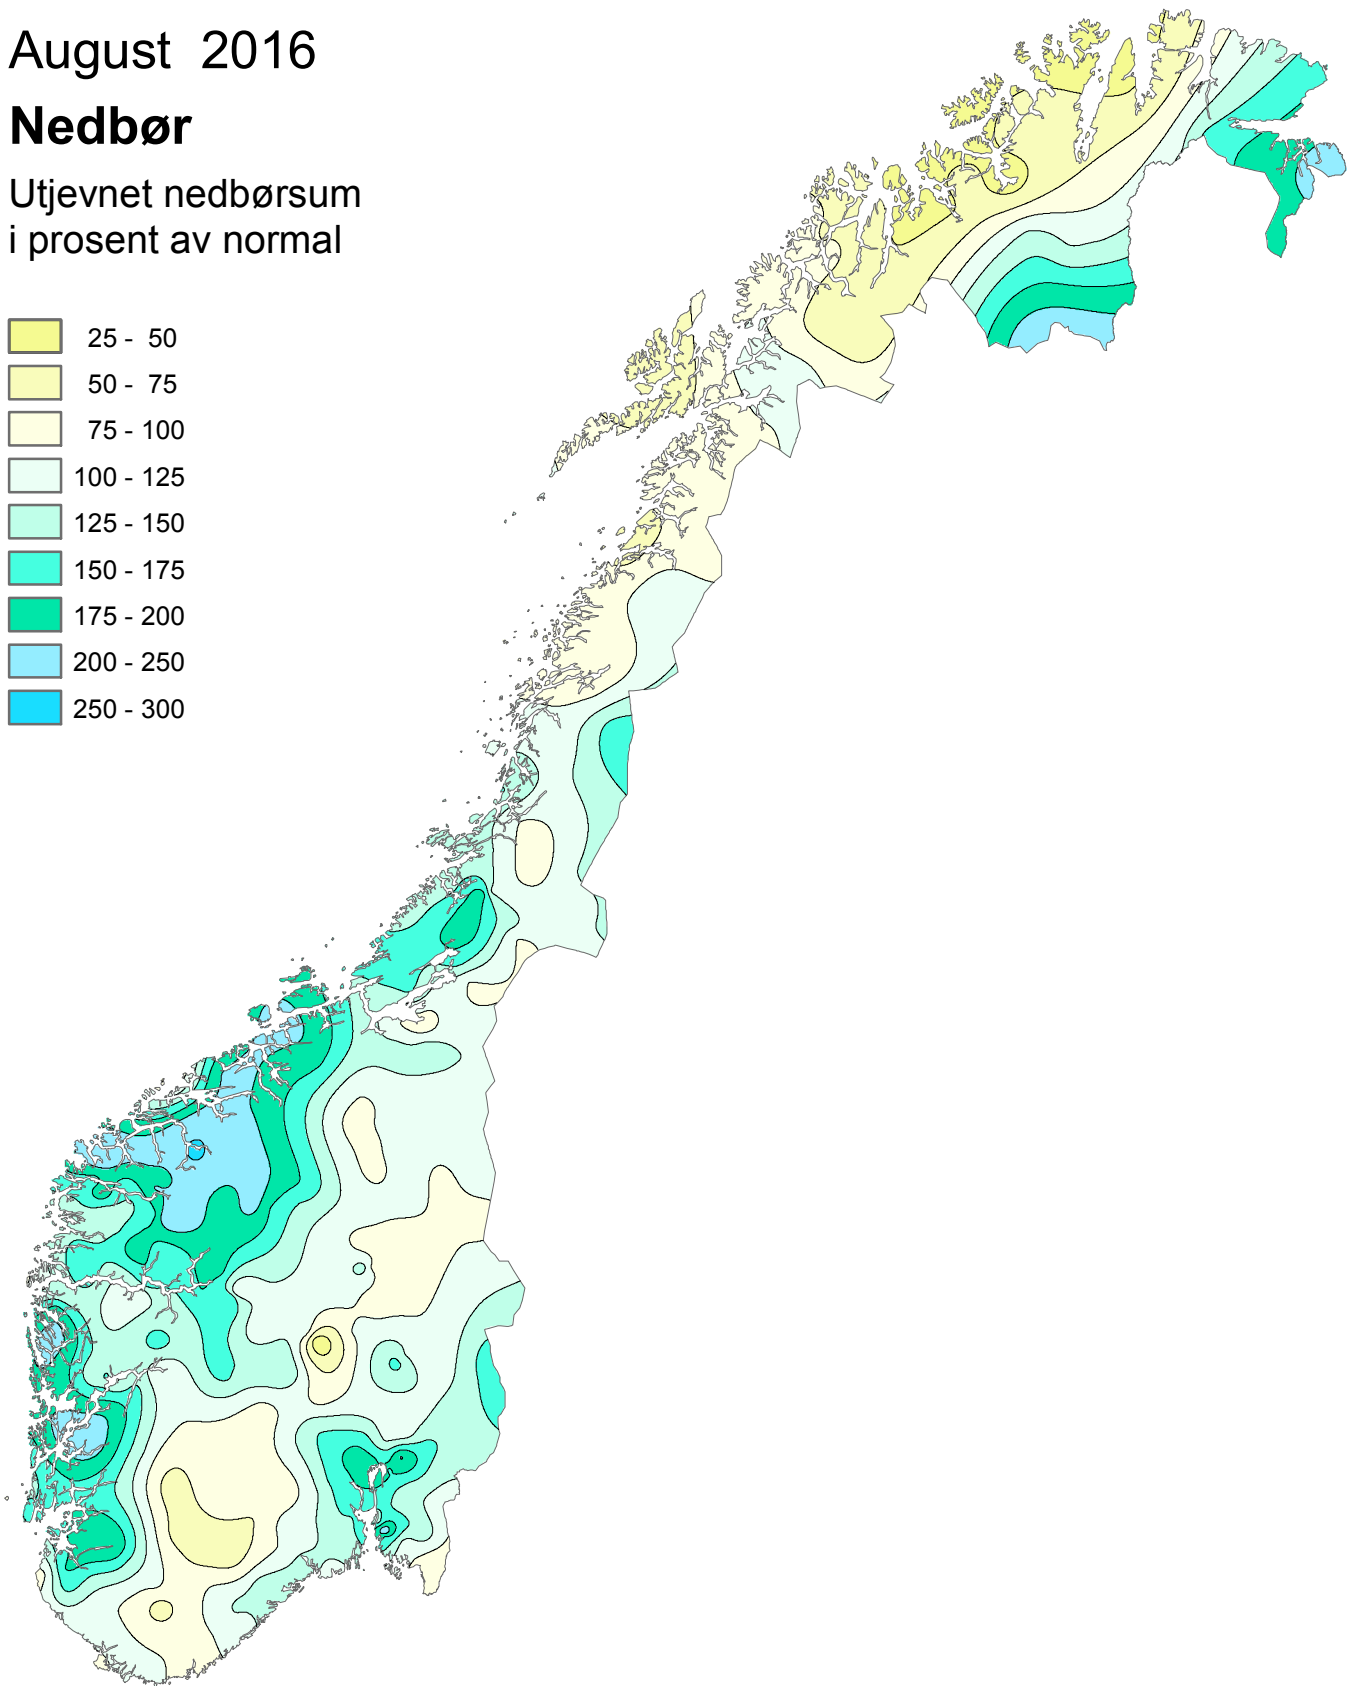 August 2016
Nedbør
Utjevnet nedbørsum
i prosent av normal
25 - 50
50 - 75
75 - 100
100 - 125
125 - 150
150 - 175
175 - 200
200 - 250
250 - 300